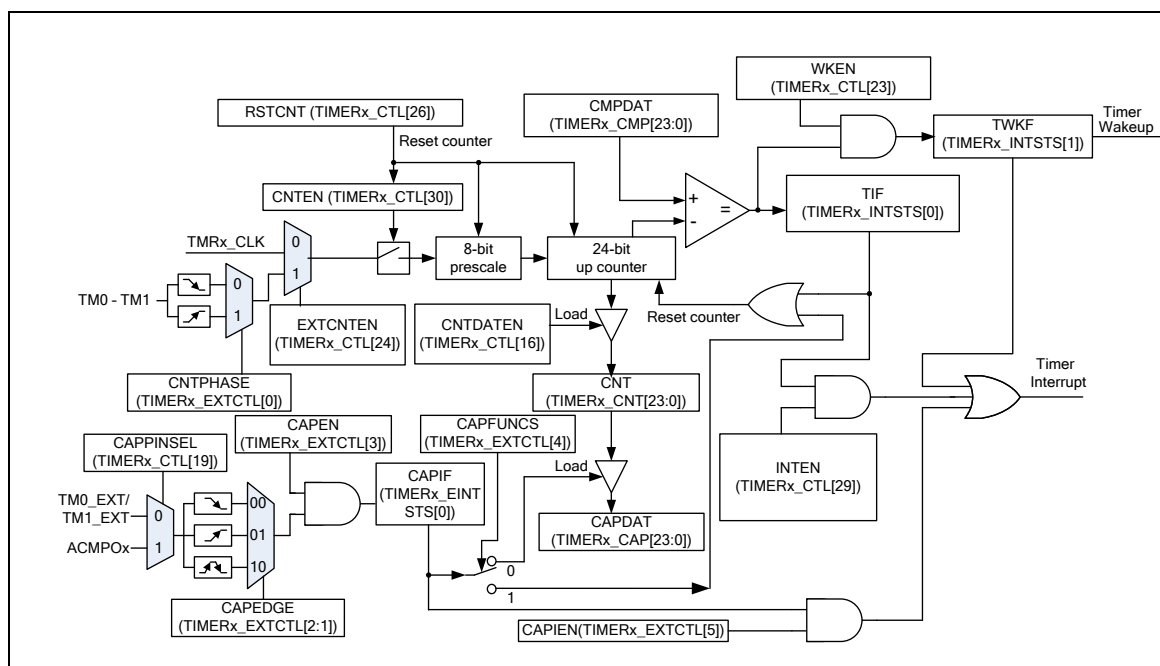 WKEN
(TIMERx_CTL[23])
RSTCNT (TIMERx_CTL[26])
CMPDAT
(TIMERx_CMP[23:0])
Timer
Wakeup
TWKF
(TIMERx_INTSTS[1])
Reset counter
CNTEN (TIMERx_CTL[30])
+
-
=
TIF
(TIMERx_INTSTS[0])
TMRx_CLK
0
1
8-bit
prescale
24-bit
up counter
TM0 - TM1
0
1
EXTCNTEN
(TIMERx_CTL[24])
CNTDATEN
(TIMERx_CTL[16])
Load
Reset counter
CNTPHASE
(TIMERx_EXTCTL[0])
CNT
(TIMERx_CNT[23:0])
Timer
Interrupt
CAPEN
(TIMERx_EXTCTL[3])
CAPFUNCS
(TIMERx_EXTCTL[4])
CAPPINSEL
(TIMERx_CTL[19])
CAPIF
(TIMERx_EINT
STS[0])
Load
INTEN
(TIMERx_CTL[29])
TM0_EXT/
TM1_EXT
ACMPOx
0
1
00
01
10
CAPDAT
(TIMERx_CAP[23:0])
0
1
CAPEDGE
(TIMERx_EXTCTL[2:1])
CAPIEN(TIMERx_EXTCTL[5])